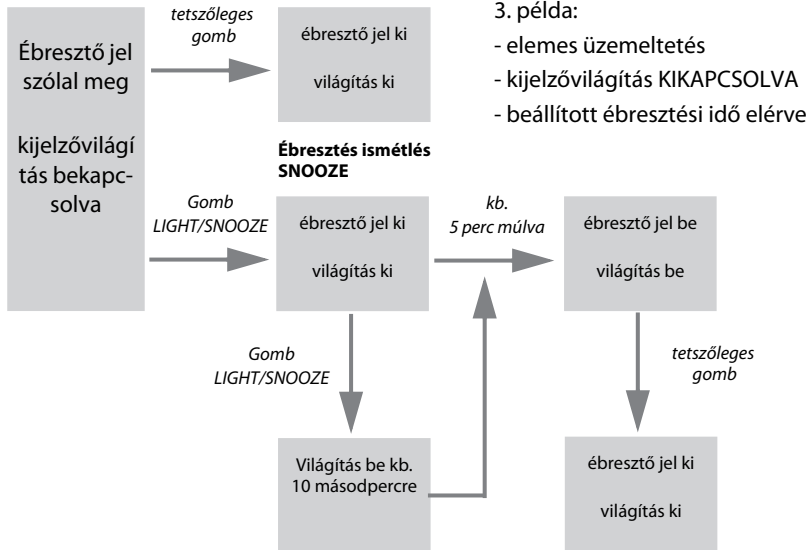 3. példa:
- elemes üzemeltetés
- kijelzővilágítás KIKAPCSOLVA
- beállított ébresztési idő elérve
Ébresztő jel
szólal meg
kijelzővilágí
tás bekapc-
solva
tetszőleges
gomb
ébresztő jel ki
világítás ki
Ébresztés ismétlés
SNOOZE
Gomb
LIGHT/SNOOZE
ébresztő jel ki
világítás ki
kb.
5 perc múlva
ébresztő jel be
világítás be
Gomb
LIGHT/SNOOZE
tetszőleges
gomb
Világítás be kb.
10 másodpercre
ébresztő jel ki
világítás ki